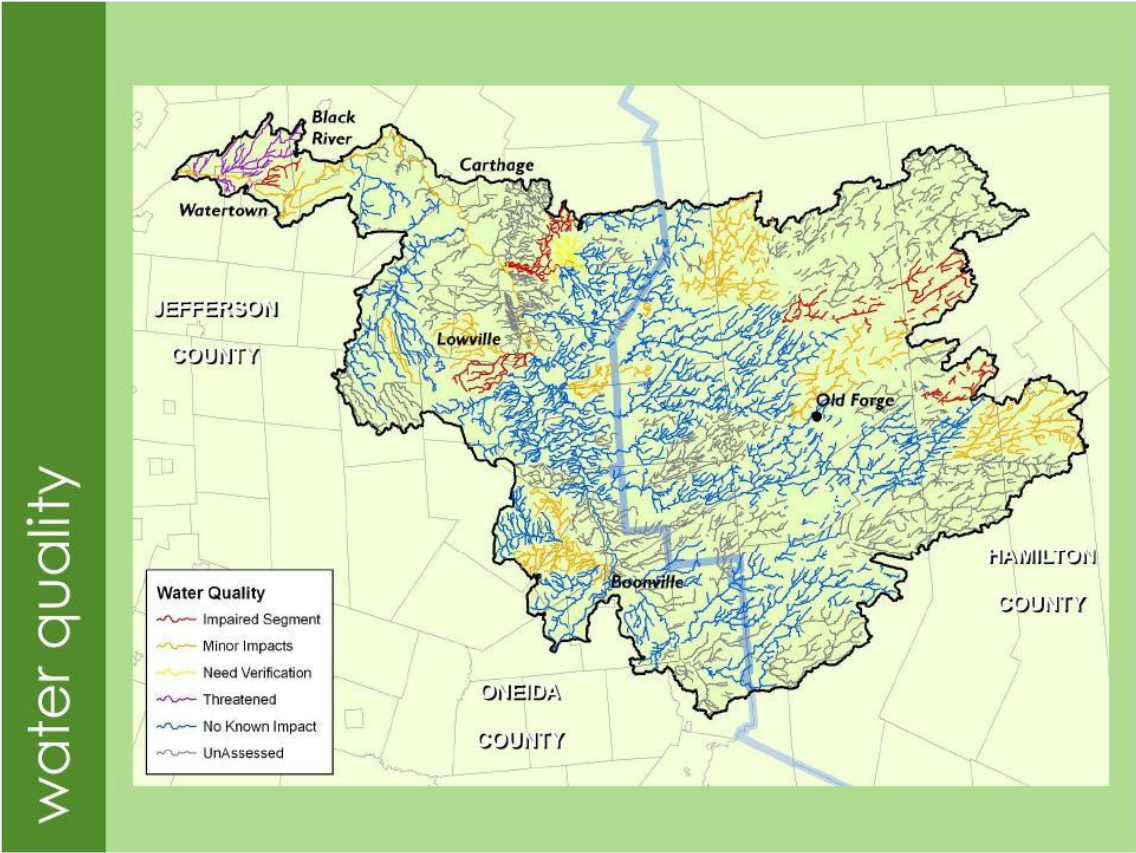 water quality
Black
River
Carthage
Watertown
JEFFERSON
COUNTY
Lowville
Old Forge
HAMILTON
COUNTY
Boonville
ONEIDA
COUNTY
Water Quality
Impaired Segment
Minor Impacts
Need Verification
Threatened
No Known Impact
UnAssessed